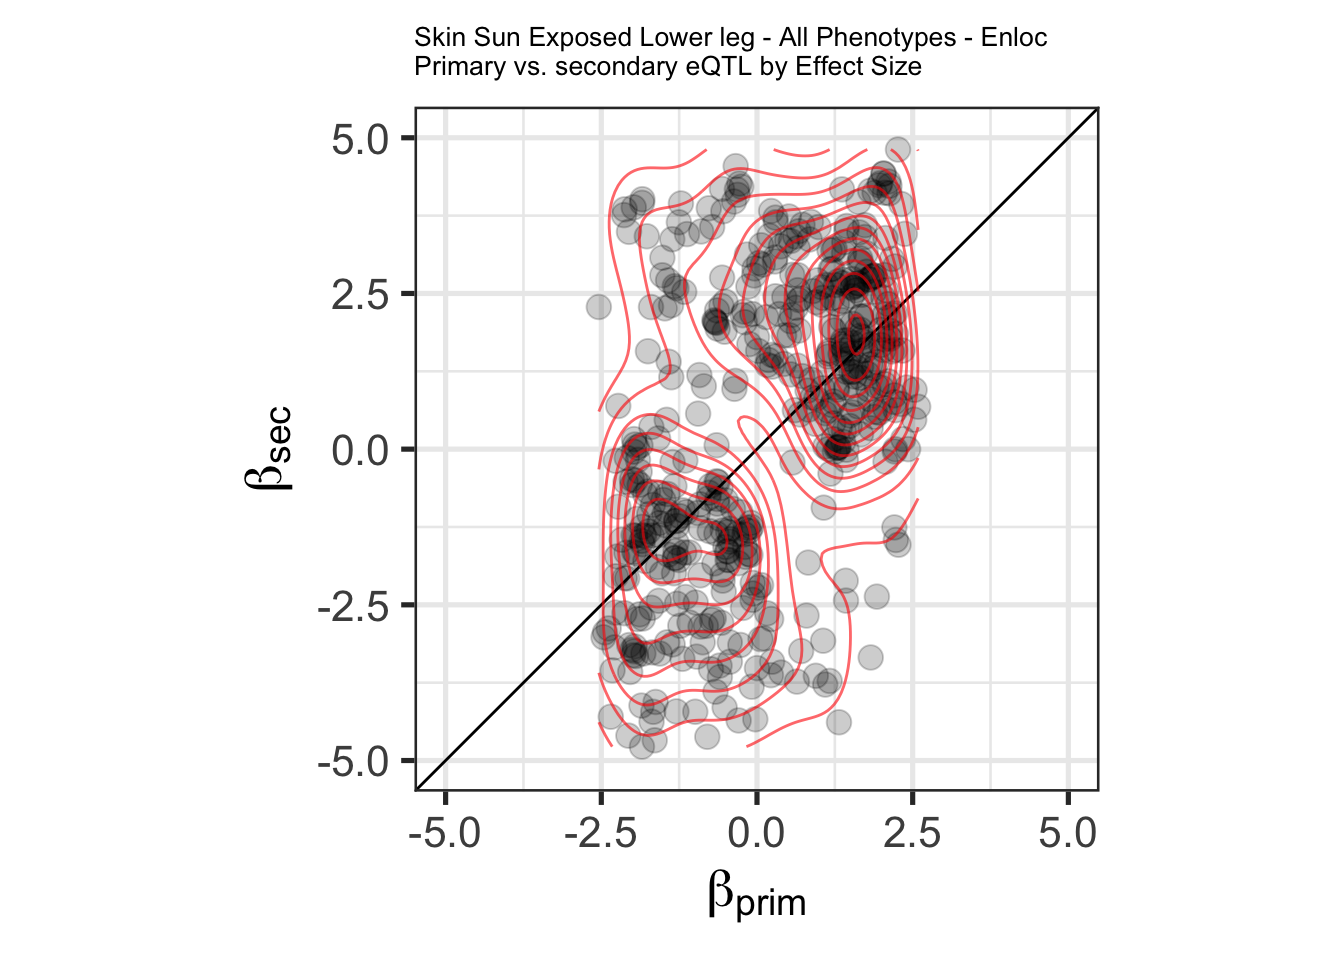 Skin Sun Exposed Lower leg - All Phenotypes - Enloc
Primary vs. secondary eQTL by Effect Size
5.0
2.5
0.0
-2.5
-5.0
βsec
-5.0 -2.5 0.0 2.5 5.0
βprim